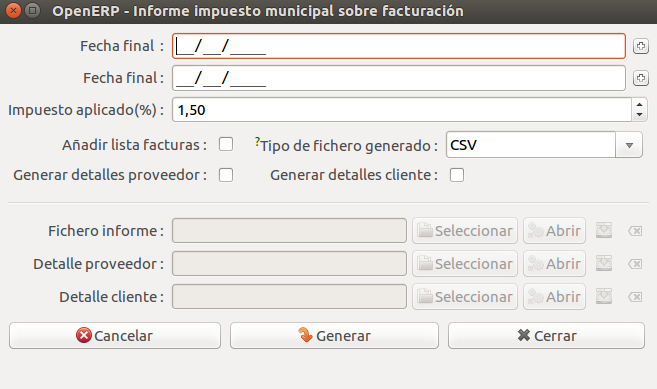 OpenERP - Informe impuesto municipal sobre facturación
Fecha final : __/__/____
Fecha final : __/__/____
Impuesto aplicado(%) : 1,50
Añadir lista facturas : ?Tipo de fichero generado : CSV
Generar detalles proveedor : Generar detalles cliente :
Fichero informe : Seleccionar Abrir
Detalle proveedor : Seleccionar Abrir
Detalle cliente : Seleccionar Abrir
Cancelar Generar Cerrar